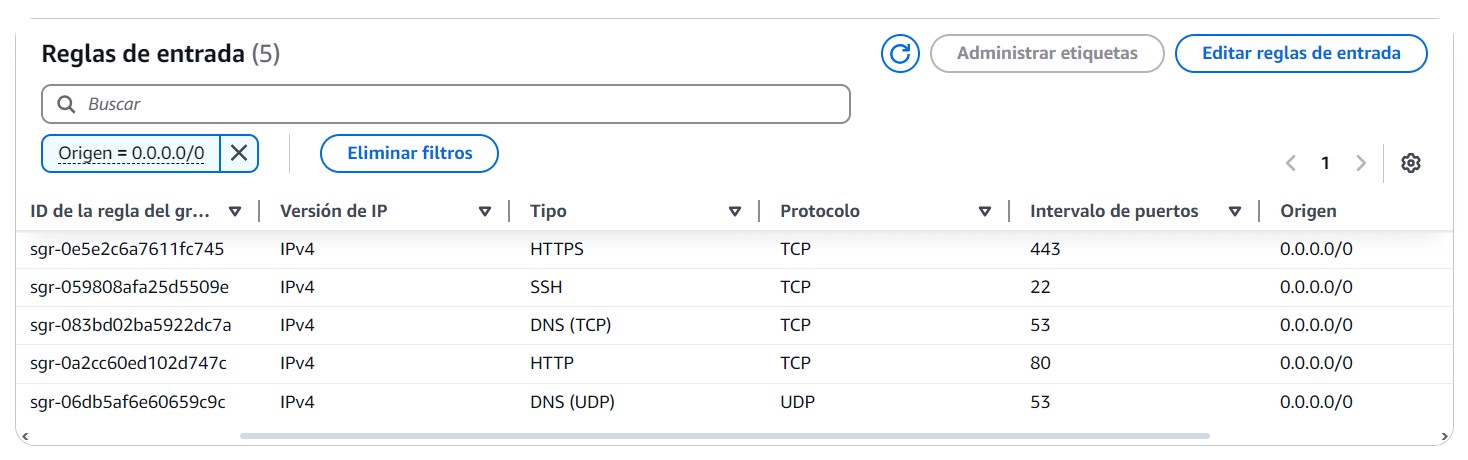 Reglas de entrada (5)
Administrar etiquetas
Editar reglas de entrada
Buscar
Origen = 0.0.0.0/0
Eliminar filtros
1
ID de la regla del gr... Versión de IP Tipo Protocolo Intervalo de puertos Origen
sgr-0e5e2c6a7611fc745 IPv4 HTTPS TCP 443 0.0.0.0/0
sgr-059808afa25d5509e IPv4 SSH TCP 22 0.0.0.0/0
sgr-083bd02ba5922dc7a IPv4 DNS (TCP) TCP 53 0.0.0.0/0
sgr-0a2cc60ed102d747c IPv4 HTTP TCP 80 0.0.0.0/0
sgr-06db5af6e60659c9c IPv4 DNS (UDP) UDP 53 0.0.0.0/0